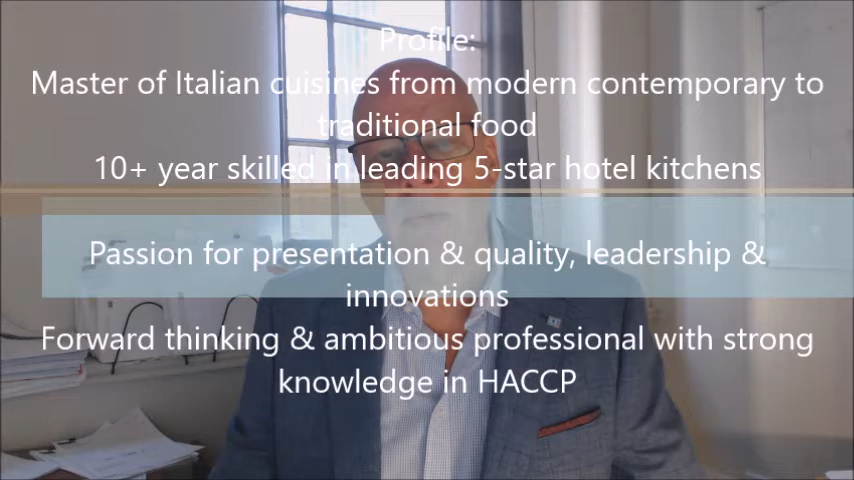 Profile:
Master of Italian cuisines from modern contemporary to
traditional food
10+ year skilled in leading 5-star hotel kitchens
Passion for presentation & quality, leadership &
innovations
Forward thinking & ambitious professional with strong
knowledge in HACCP